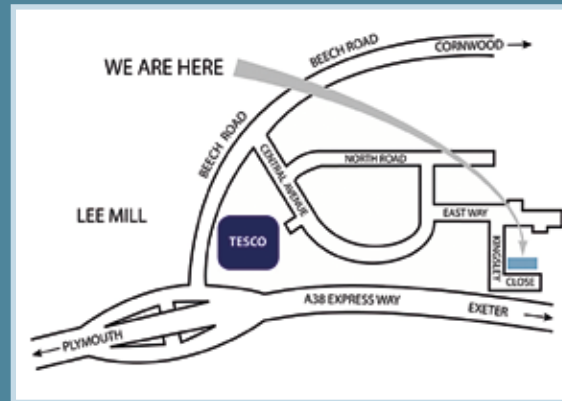 BEECH ROAD
CORNWOOD
WE ARE HERE
BEECH ROAD
CENTRAL AVENUE
NORTH ROAD
LEE MILL
EAST WAY
TESCO
KINGSLEY
CLOSE
A38 EXPRESS WAY
EXETER
PLYMOUTH